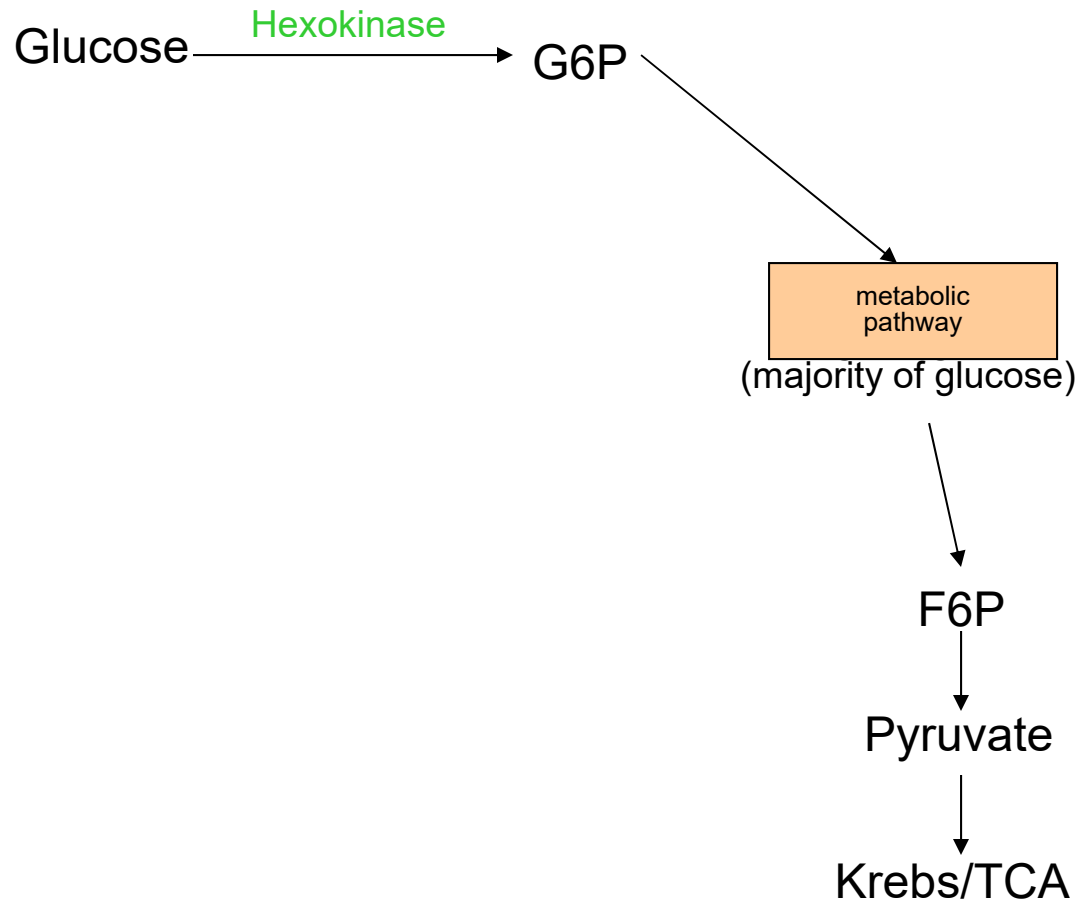 Hexokinase
Glucose
G6P
metabolic
pathway
(majority of glucose)
F6P
Pyruvate
Krebs/TCA